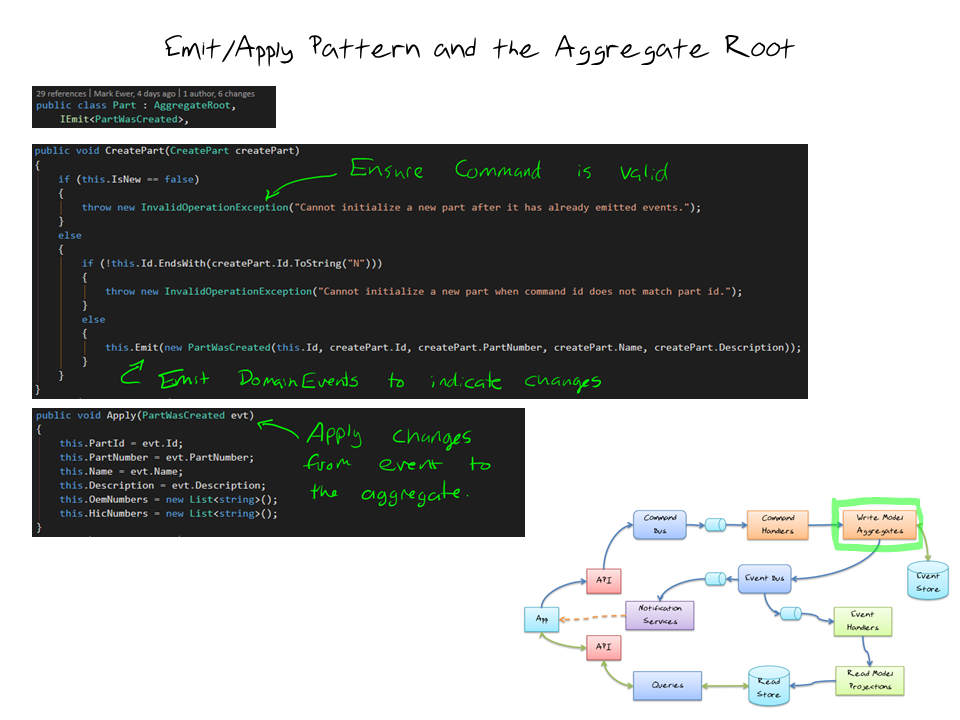 Emit/Apply Pattern and the Aggregate Root
29 references | Mark Ewer, 4 days ago | 1 author, 6 changes
public class Part : AggregateRoot,
IEmit<PartWasCreated>,
public void CreatePart(CreatePart createPart)
{
Ensure Command is valid
if (this.IsNew == false)
{
throw new InvalidOperationException("Cannot initialize a new part after it has already emitted events.");
}
else
{
if (!this.Id.EndsWith(createPart.Id.ToString("N")))
{
throw new InvalidOperationException("Cannot initialize a new part when command id does not match part id.");
}
else
{
this.Emit(new PartWasCreated(this.Id, createPart.Id, createPart.PartNumber, createPart.Name, createPart.Description));
}
Emit DomainEvents to indicate changes
}
}
public void Apply(PartWasCreated evt)
{
this.PartId = evt.Id;
this.PartNumber = evt.PartNumber;
this.Name = evt.Name;
this.Description = evt.Description;
this.OemNumbers = new List<string>();
this.HicNumbers = new List<string>();
}
Apply changes
from event to
the aggregate.
Command
Bus
Command
Handlers
Write Model
Aggregates
Event
Store
API
Event Bus
Notification
Services
App
Event
Handlers
API
Queries
Read
Store
Read Model
Projections